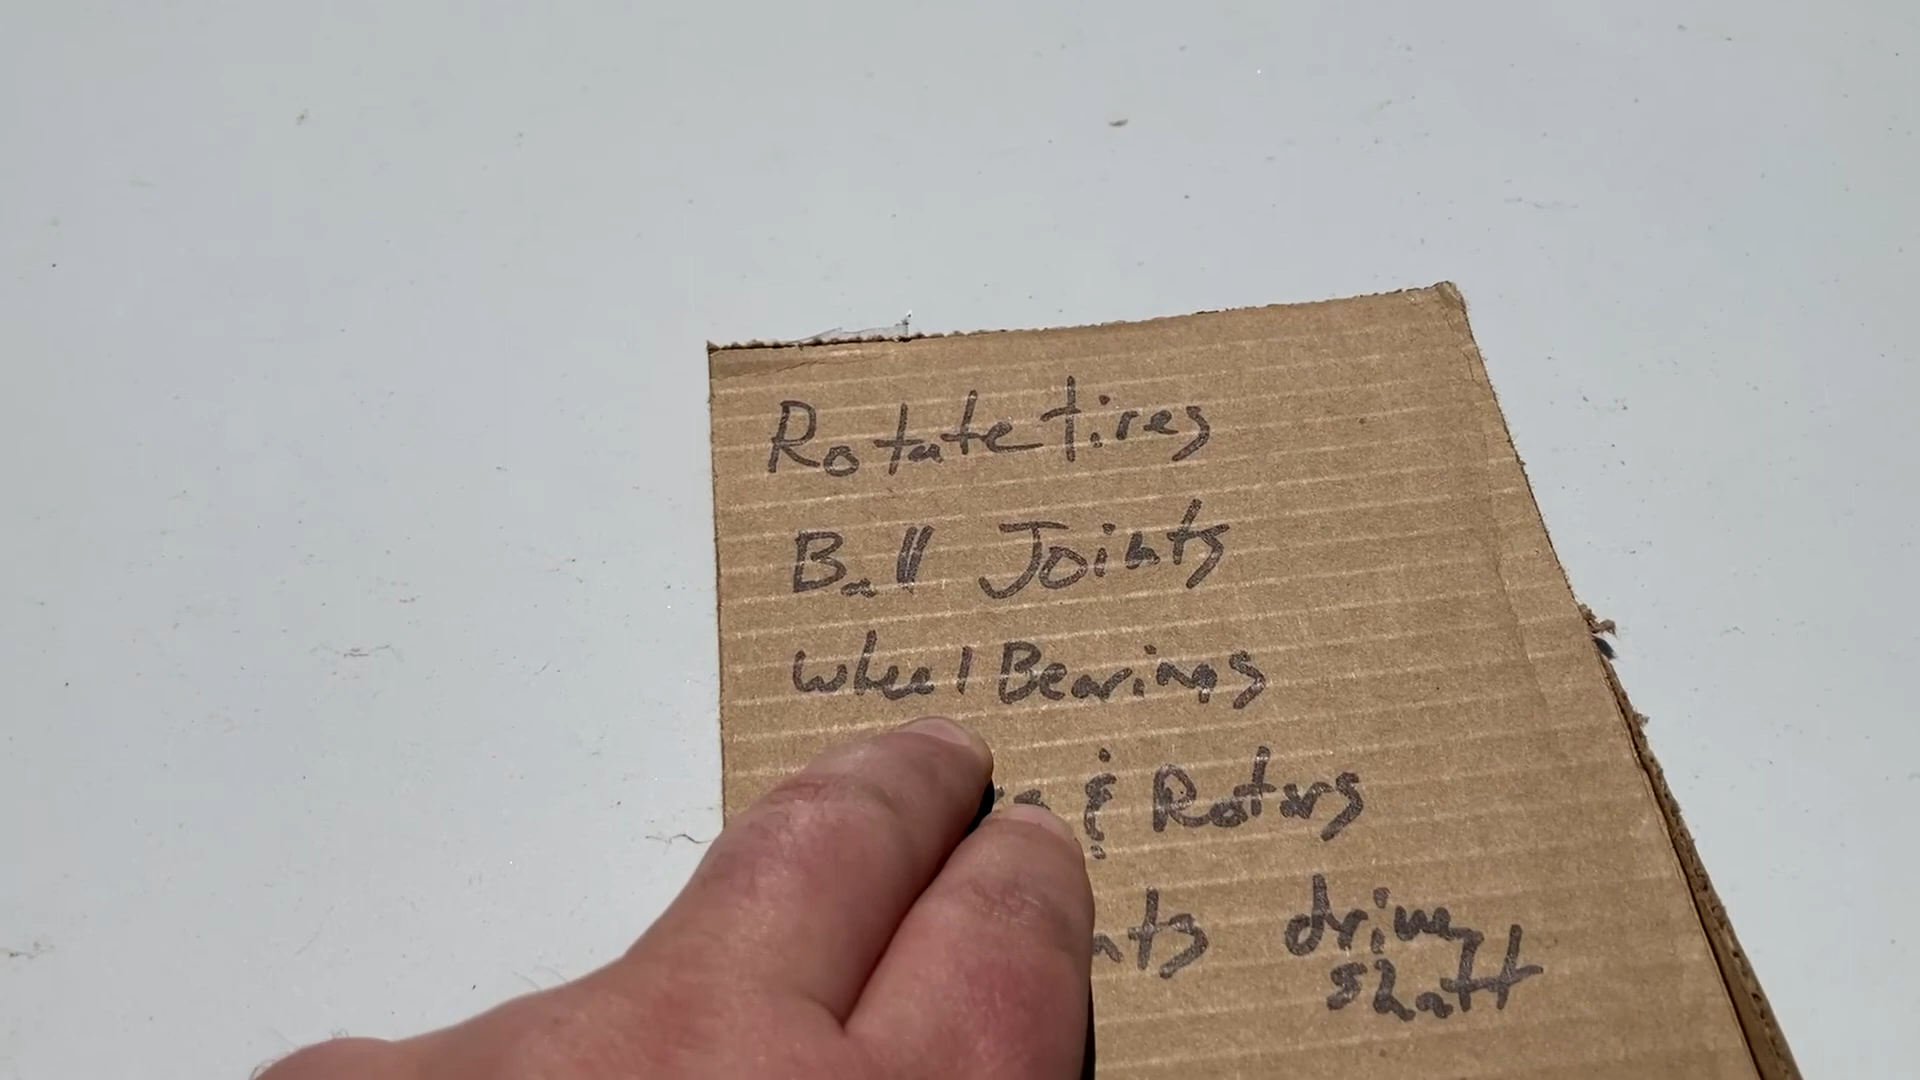 Rotate tires
Ball Joints
Wheel Bearings
& Rotors
drive
shaft